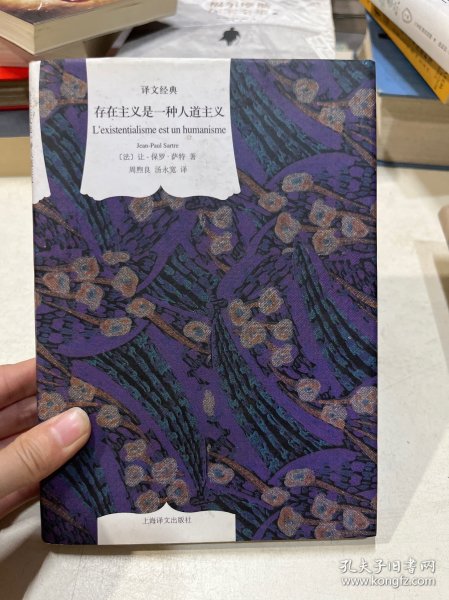 译文经典
存在主义是一种人道主义
L'existentialisme est un humanisme
Jean-Paul Sartre
〔法〕让-保罗·萨特 著
周煦良 汤永宽 译
上海译文出版社
孔夫子旧书网
www.kongfz.com